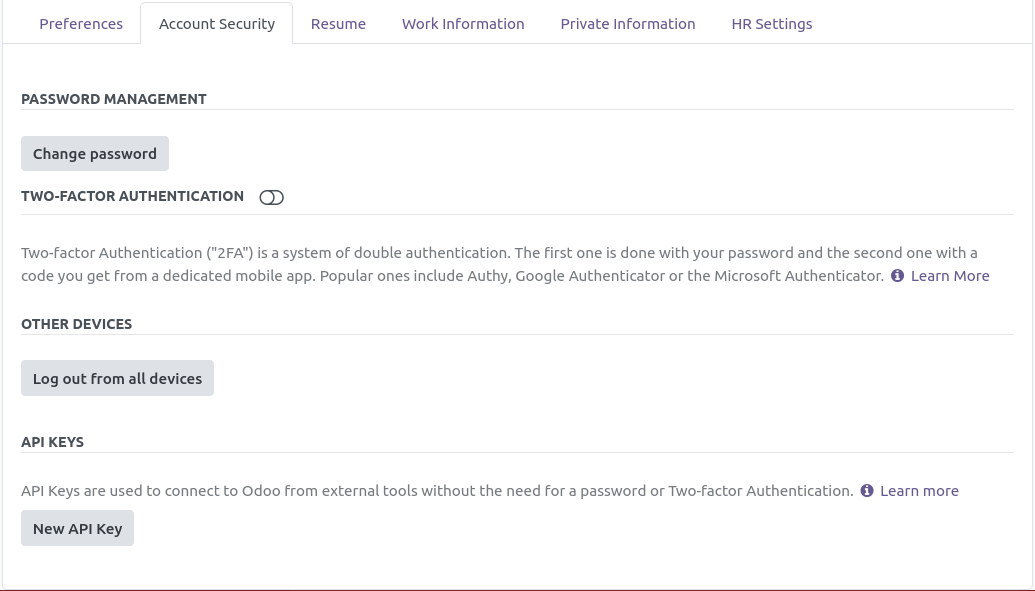 Preferences Account Security Resume Work Information Private Information HR Settings
PASSWORD MANAGEMENT
Change password
TWO-FACTOR AUTHENTICATION
Two-factor Authentication ("2FA") is a system of double authentication. The first one is done with your password and the second one with a
code you get from a dedicated mobile app. Popular ones include Authy, Google Authenticator or the Microsoft Authenticator. Learn More
OTHER DEVICES
Log out from all devices
API KEYS
API Keys are used to connect to Odoo from external tools without the need for a password or Two-factor Authentication. Learn more
New API Key